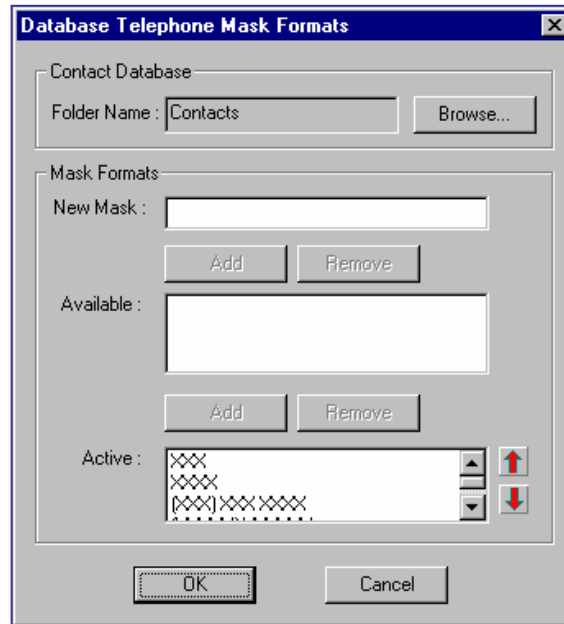 Database Telephone Mask Formats
Contact Database
Folder Name : Contacts Browse...
Mask Formats
New Mask :
Add Remove
Available :
Add Remove
Active : XXX
XXXX
(XXX) XXX XXXX
OK Cancel